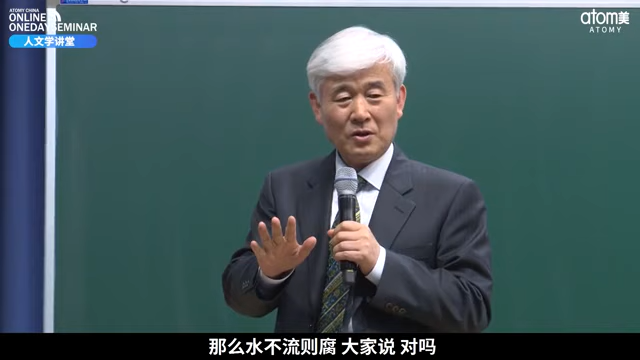 ATOMY CHINA
ONLINE
ONEDAY SEMINAR
人文学讲堂
atom美
ATOMY
那么水不流则腐 大家说 对吗